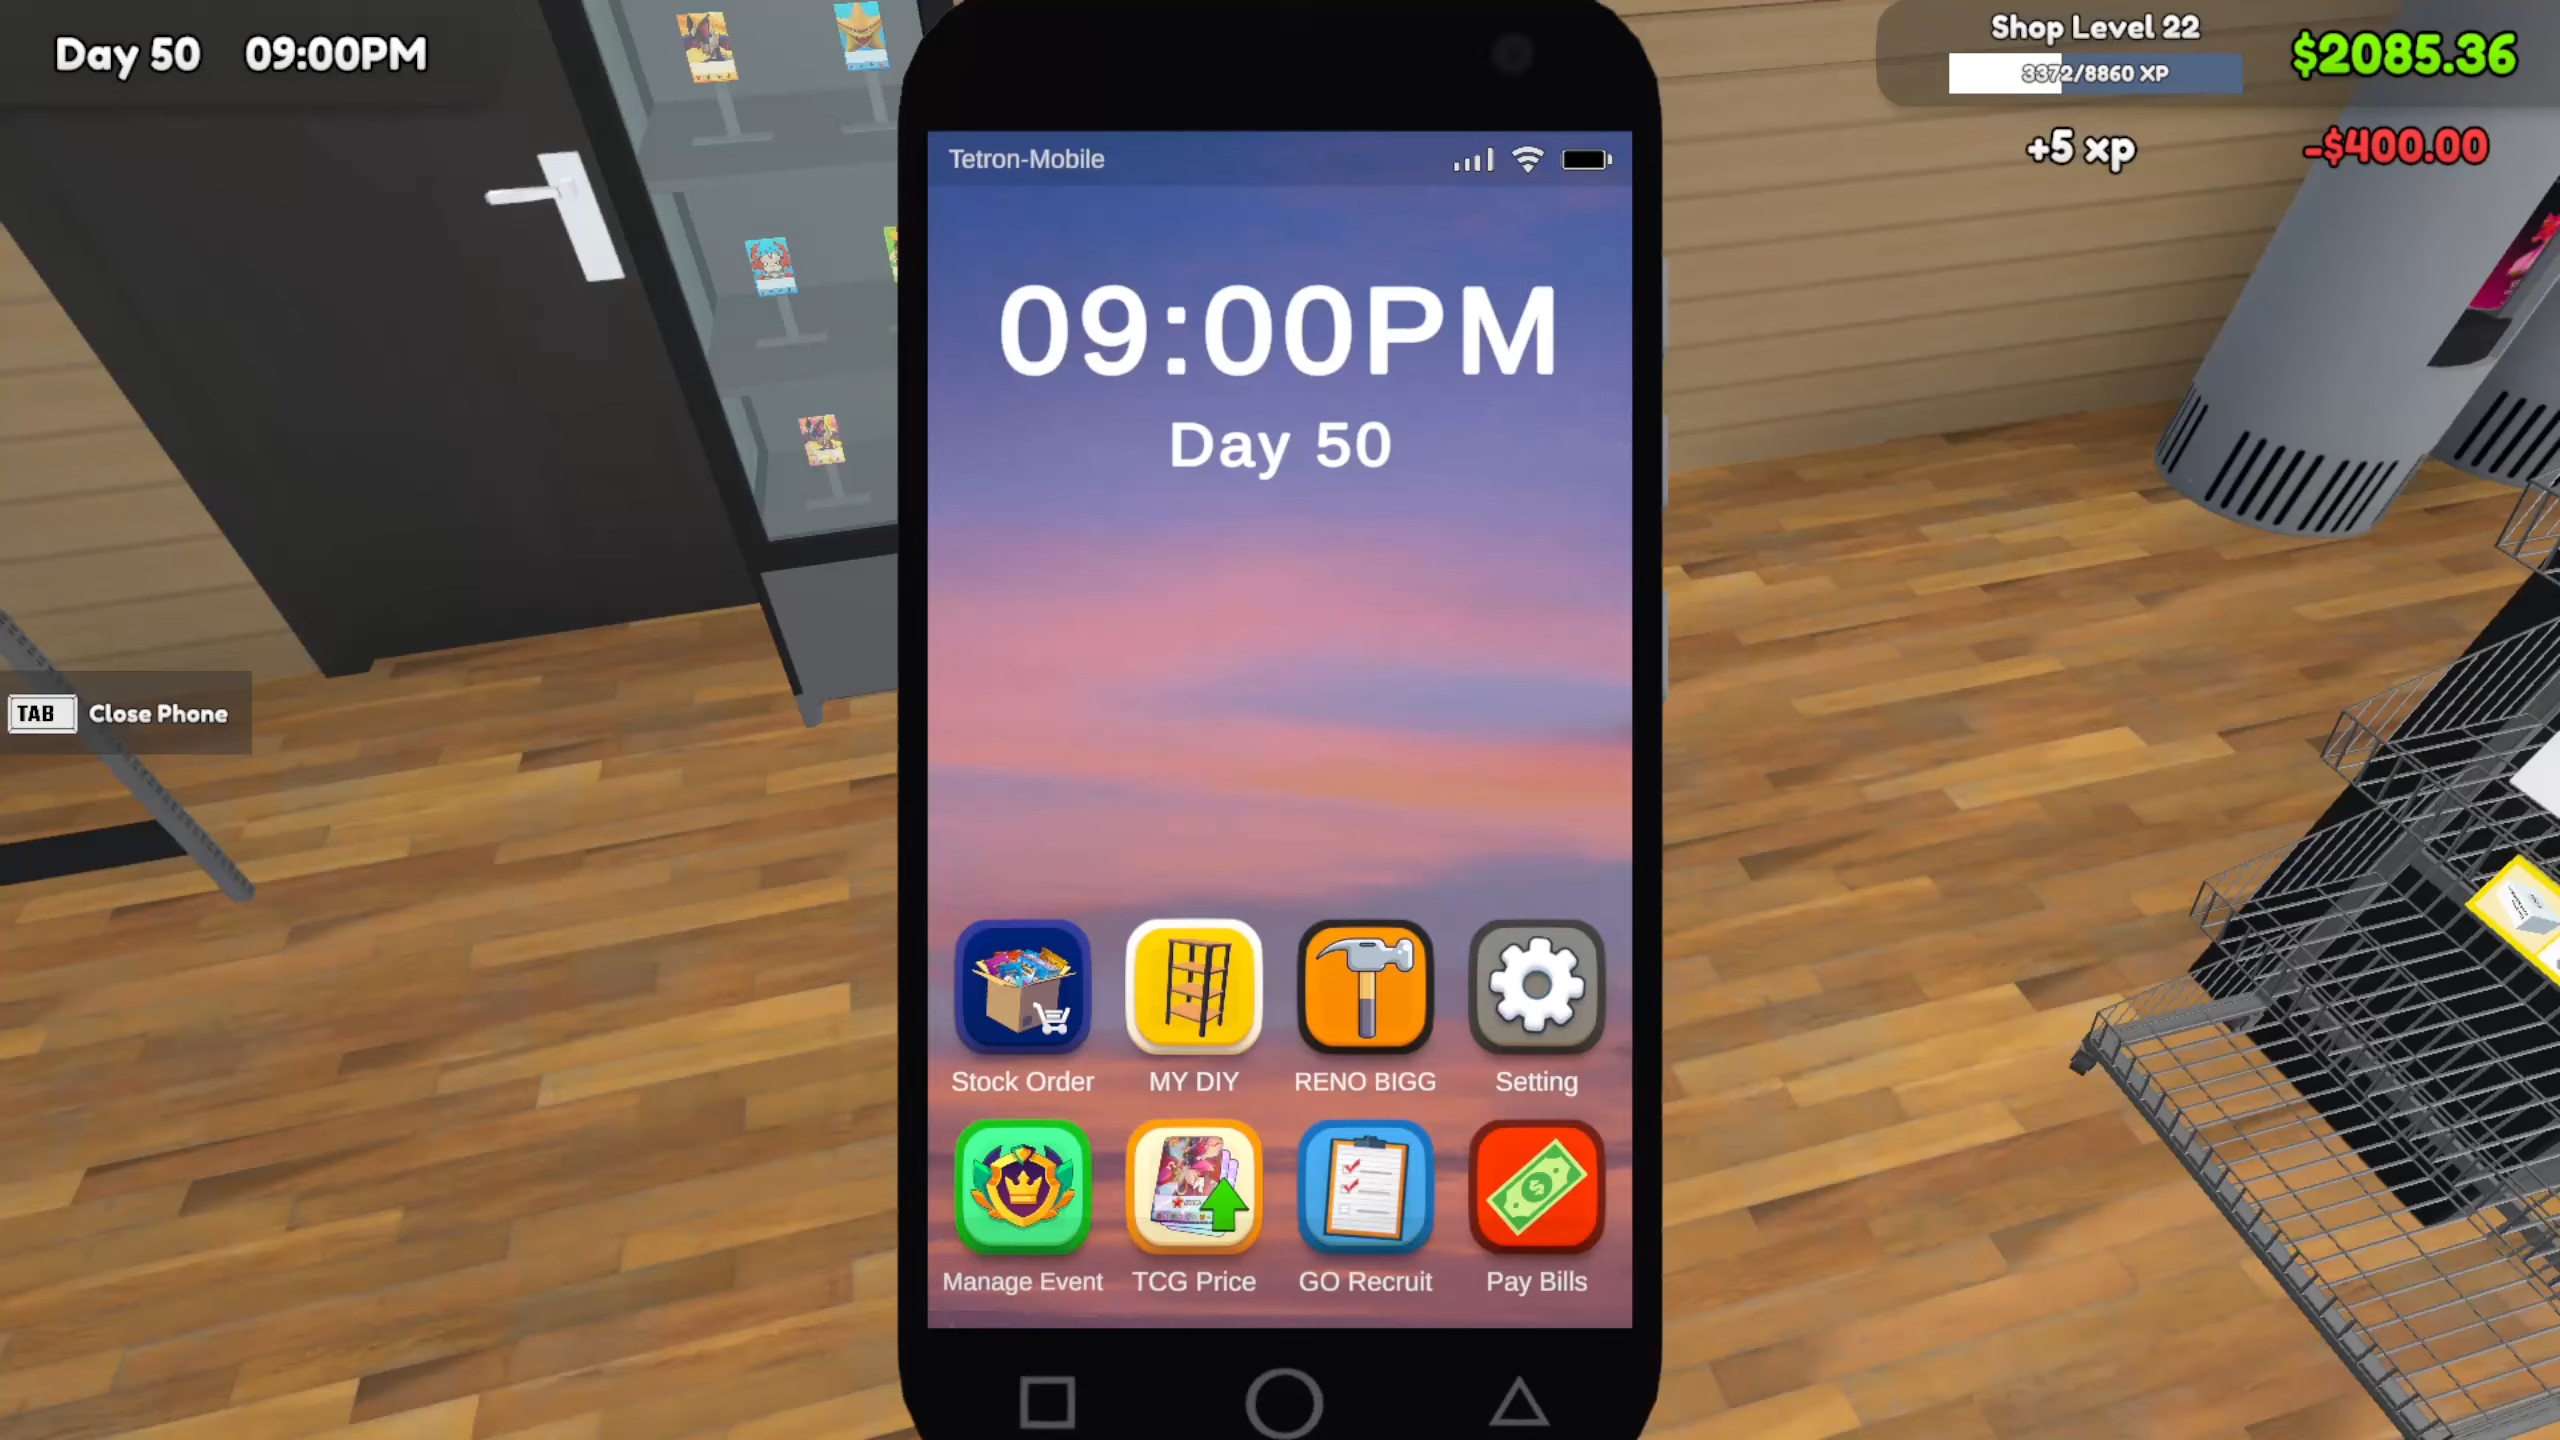 Day 50 09:00PM
Shop Level 22
3372/8860 XP
$2085.36
+5 xp
-$400.00
Tetron-Mobile
09:00PM
Day 50
TAB Close Phone
Stock Order
MY DIY
RENO BIGG
Setting
Manage Event
TCG Price
GO Recruit
Pay Bills